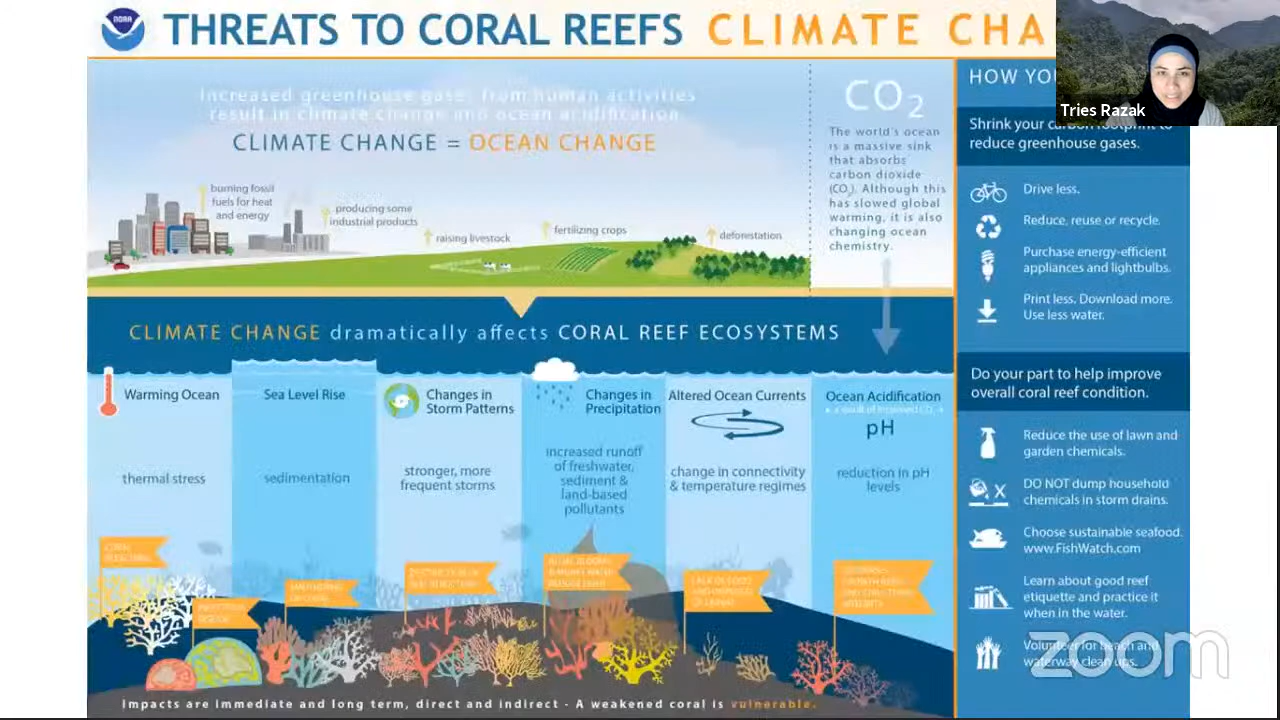 NOAA
THREATS TO CORAL REEFS CLIMATE CHA
Tries Razak
Increased greenhouse gases from human activities
result in climate change and ocean acidification
CLIMATE CHANGE = OCEAN CHANGE
burning fossil
fuels for heat
and energy
producing some
industrial products
raising livestock
fertilizing crops
deforestation
CO2
The world's ocean
is a massive sink
that absorbs
carbon dioxide
(CO2). Although this
has slowed global
warming, it is also
changing ocean
chemistry.
CLIMATE CHANGE dramatically affects CORAL REEF ECOSYSTEMS
Warming Ocean
thermal stress
Sea Level Rise
sedimentation
Changes in
Storm Patterns
stronger, more
frequent storms
Changes in
Precipitation
increased runoff
of freshwater,
sediment &
land-based
pollutants
Altered Ocean Currents
change in connectivity
& temperature regimes
Ocean Acidification
pH
reduction in pH
levels
Impacts are immediate and long term, direct and indirect - A weakened coral is vulnerable.
HOW YOU
Shrink your carbon footprint to
reduce greenhouse gases.
Drive less.
Reduce, reuse or recycle.
Purchase energy-efficient
appliances and lightbulbs.
Print less. Download more.
Use less water.
Do your part to help improve
overall coral reef condition.
Reduce the use of lawn and
garden chemicals.
DO NOT dump household
chemicals in storm drains.
Choose sustainable seafood.
www.FishWatch.com
Learn about good reef
etiquette and practice it
when in the water.
Volunteer for beach and
waterway clean ups.
zoom